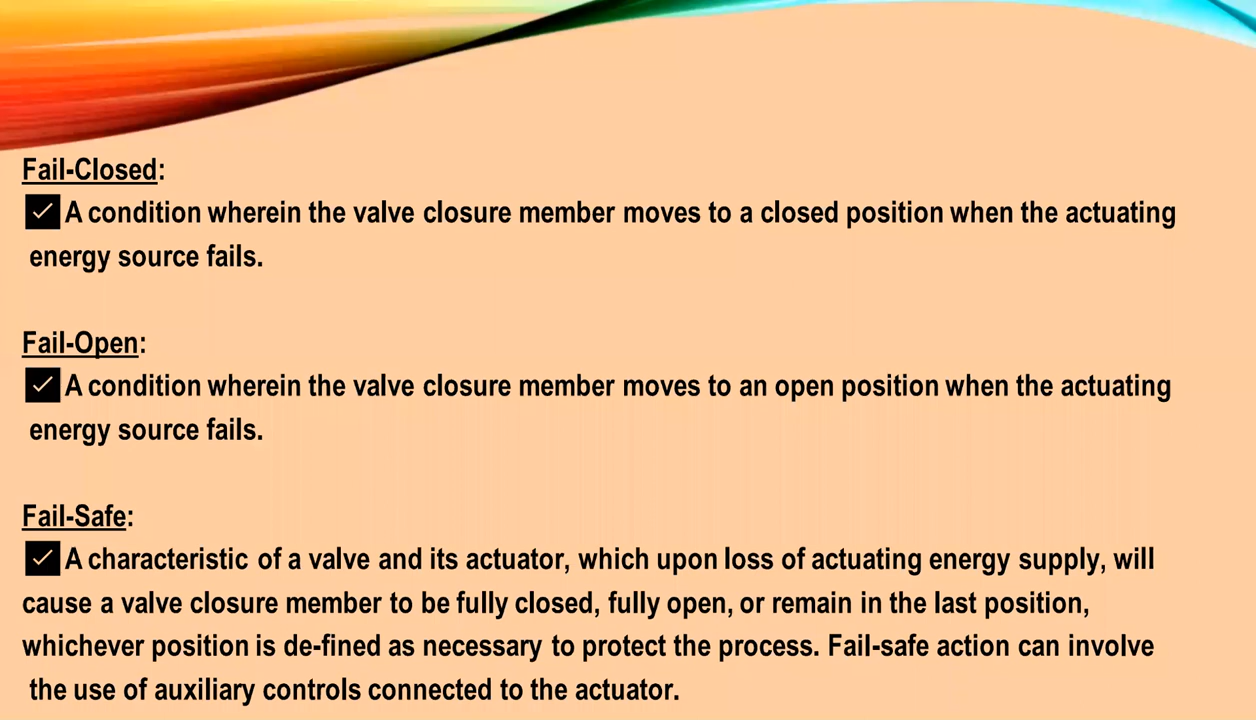 Fail-Closed:
A condition wherein the valve closure member moves to a closed position when the actuating
energy source fails.
Fail-Open:
A condition wherein the valve closure member moves to an open position when the actuating
energy source fails.
Fail-Safe:
A characteristic of a valve and its actuator, which upon loss of actuating energy supply, will
cause a valve closure member to be fully closed, fully open, or remain in the last position,
whichever position is de-fined as necessary to protect the process. Fail-safe action can involve
the use of auxiliary controls connected to the actuator.